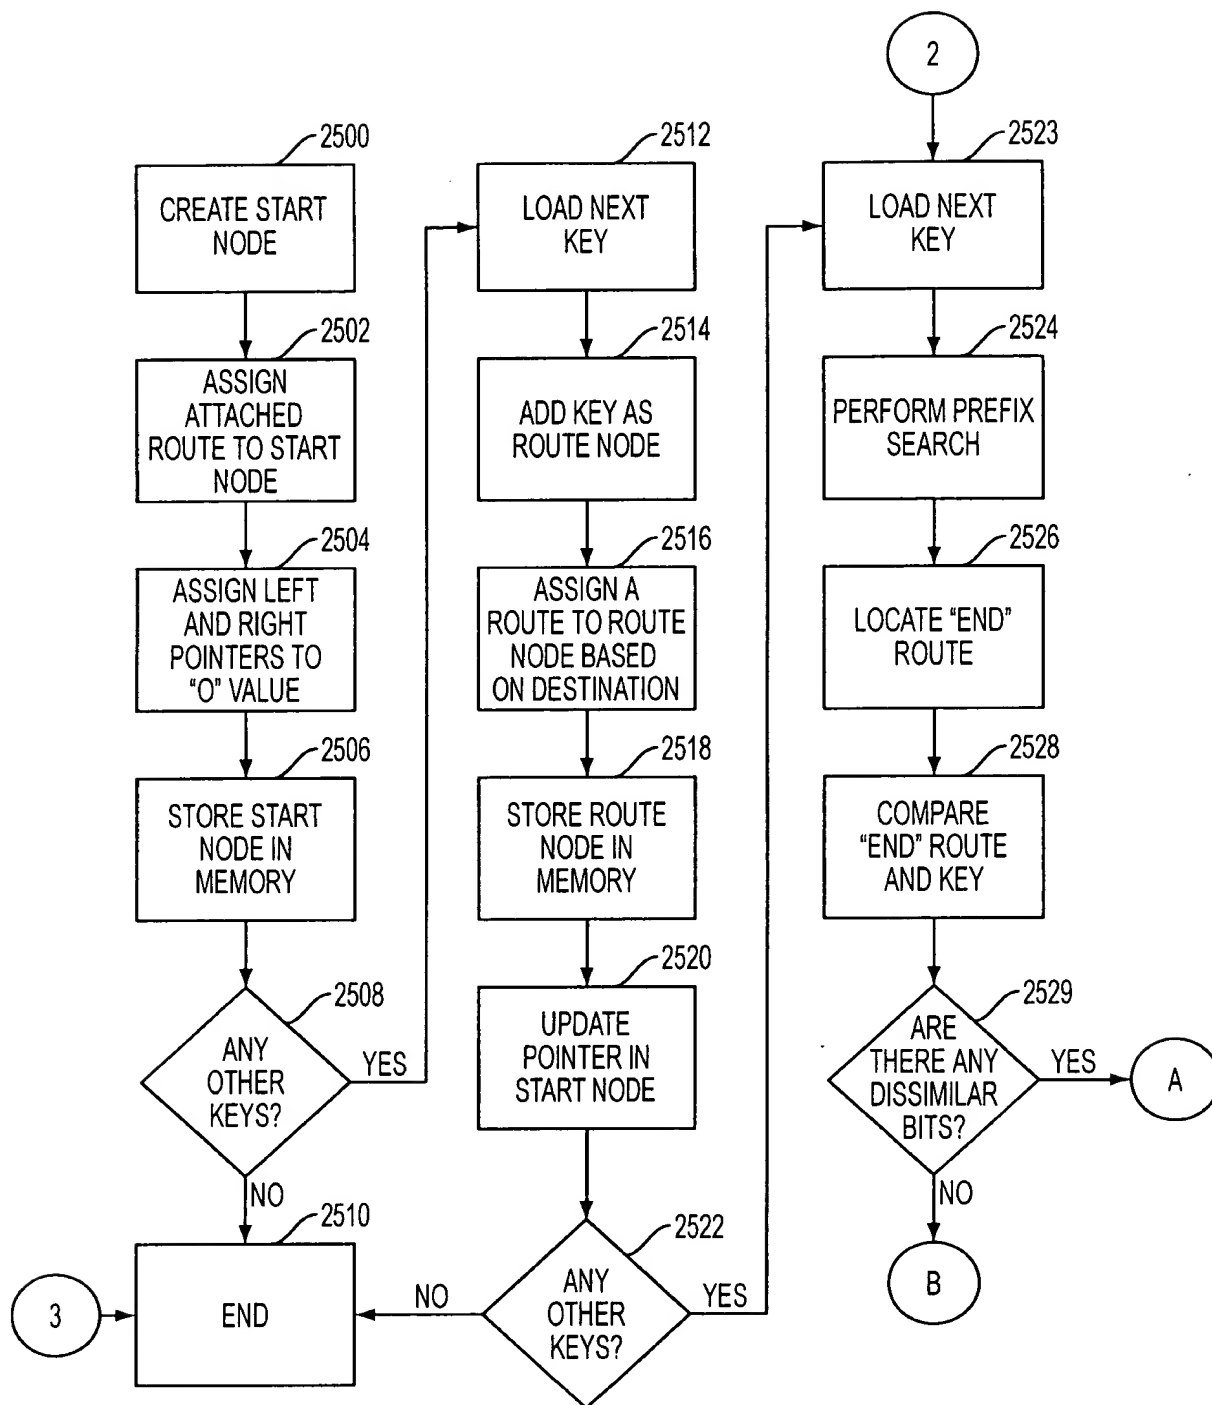 2500
CREATE START
NODE
2502
ASSIGN
ATTACHED
ROUTE TO START
NODE
2504
ASSIGN LEFT
AND RIGHT
POINTERS TO
“O” VALUE
2506
STORE START
NODE IN
MEMORY
2508
ANY
OTHER
KEYS?
YES
NO
2510
END
3
2512
LOAD NEXT
KEY
2514
ADD KEY AS
ROUTE NODE
2516
ASSIGN A
ROUTE TO ROUTE
NODE BASED
ON DESTINATION
2518
STORE ROUTE
NODE IN
MEMORY
2520
UPDATE
POINTER IN
START NODE
2522
ANY
OTHER
KEYS?
NO
YES
2
2523
LOAD NEXT
KEY
2524
PERFORM PREFIX
SEARCH
2526
LOCATE “END”
ROUTE
2528
COMPARE
“END” ROUTE
AND KEY
2529
ARE
THERE ANY
DISSIMILAR
BITS?
YES
A
NO
B